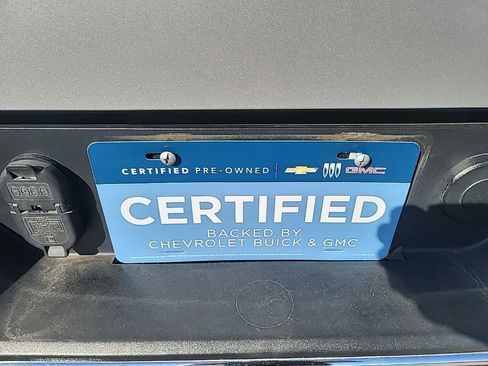 CERTIFIED PRE-OWNED GMC
CERTIFIED
BACKED BY
CHEVROLET BUICK & GMC